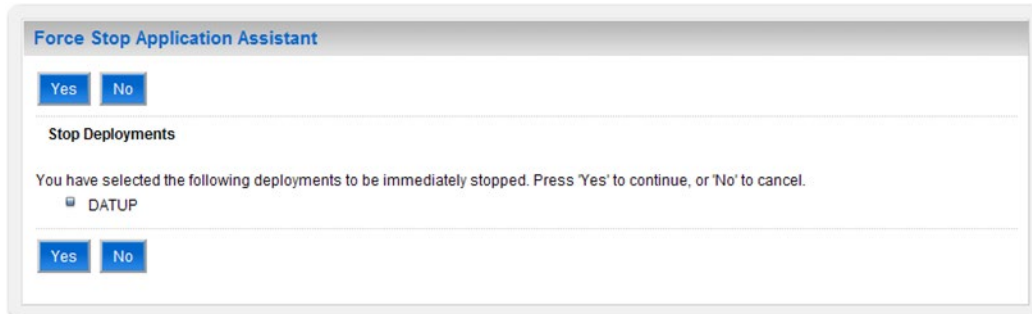 Force Stop Application Assistant
Yes No
Stop Deployments
You have selected the following deployments to be immediately stopped. Press 'Yes' to continue, or 'No' to cancel.
DATUP
Yes No